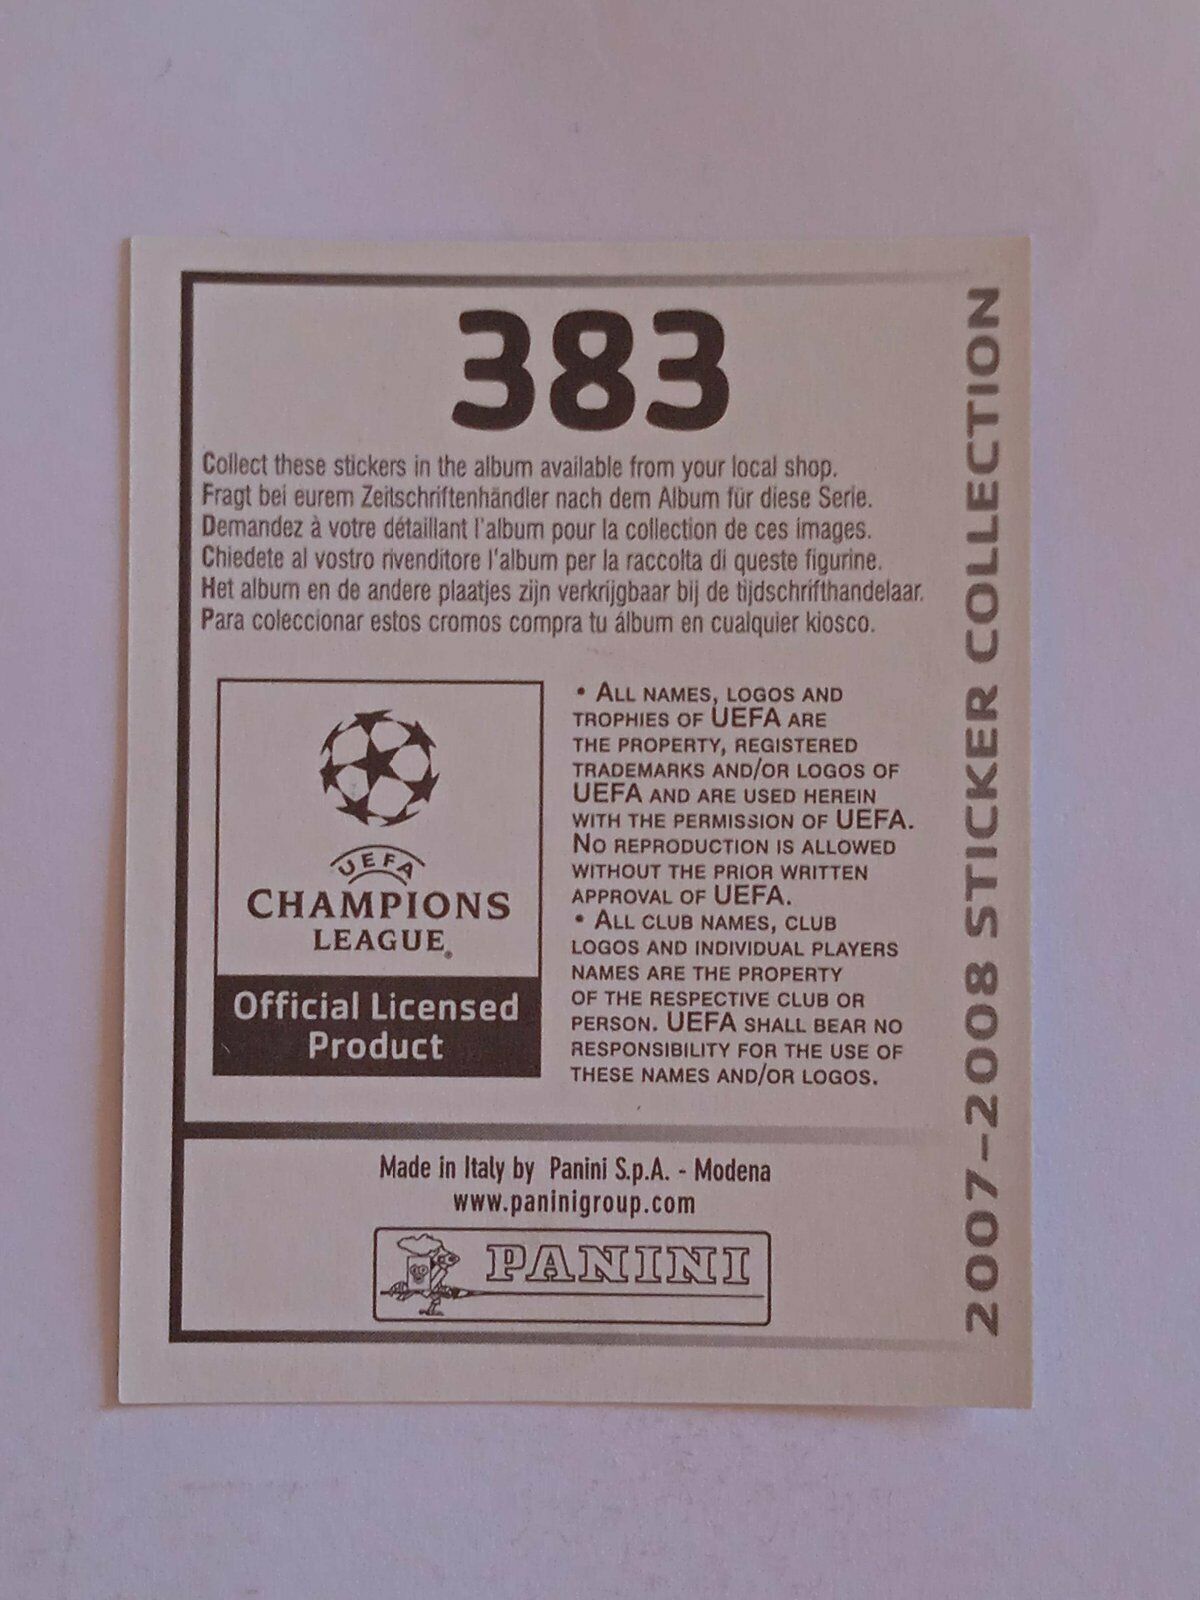 383
Collect these stickers in the album available from your local shop.
Fragt bei eurem Zeitschriftenhändler nach dem Album für diese Serie.
Demandez à votre détaillant l'album pour la collection de ces images.
Chiedete al vostro rivenditore l'album per la raccolta di queste figurine.
Het album en de andere plaatjes zijn verkrijgbaar bij de tijdschrifthandelaar.
Para coleccionar estos cromos compra tu álbum en cualquier kiosco.
UEFA
CHAMPIONS
LEAGUE®
Official Licensed
Product
• ALL NAMES, LOGOS AND
TROPHIES OF UEFA ARE
THE PROPERTY, REGISTERED
TRADEMARKS AND/OR LOGOS OF
UEFA AND ARE USED HEREIN
WITH THE PERMISSION OF UEFA.
NO REPRODUCTION IS ALLOWED
WITHOUT THE PRIOR WRITTEN
APPROVAL OF UEFA.
• ALL CLUB NAMES, CLUB
LOGOS AND INDIVIDUAL PLAYERS
NAMES ARE THE PROPERTY
OF THE RESPECTIVE CLUB OR
PERSON. UEFA SHALL BEAR NO
RESPONSIBILITY FOR THE USE OF
THESE NAMES AND/OR LOGOS.
Made in Italy by Panini S.p.A. - Modena
www.paninigroup.com
PANINI
2007-2008 STICKER COLLECTION